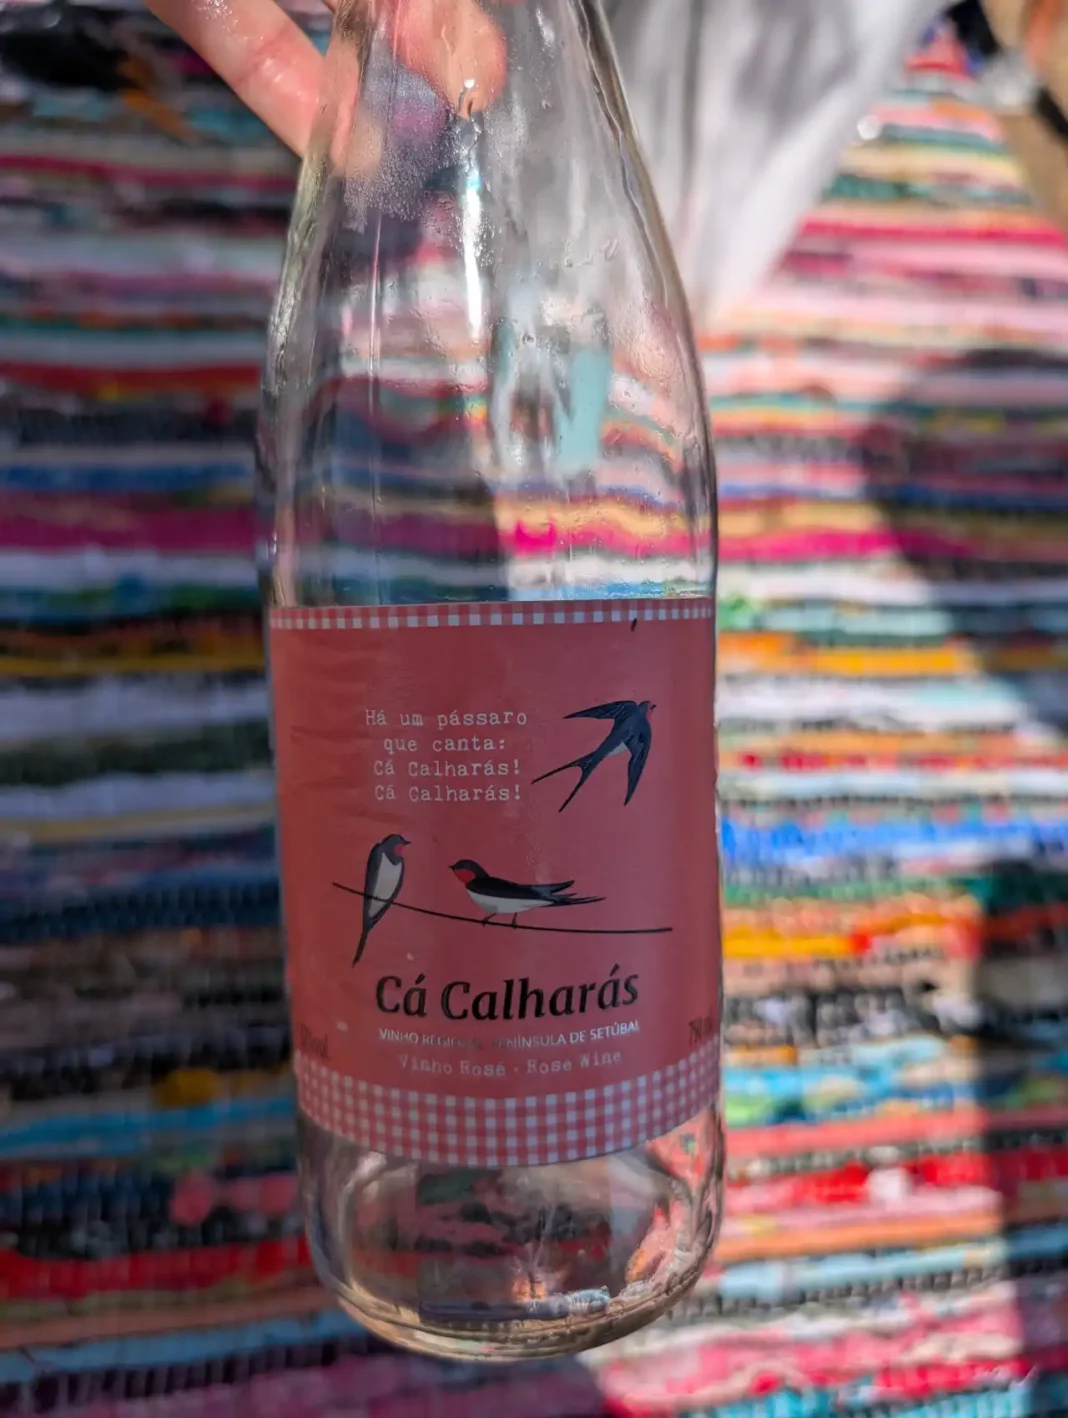 Há um pássaro
que canta:
Cá Calharás!
Cá Calharás!
Cá Calharás
VINHO REGIONAL PENÍNSULA DE SETÚBAL
Vinho Rosé · Rose Wine